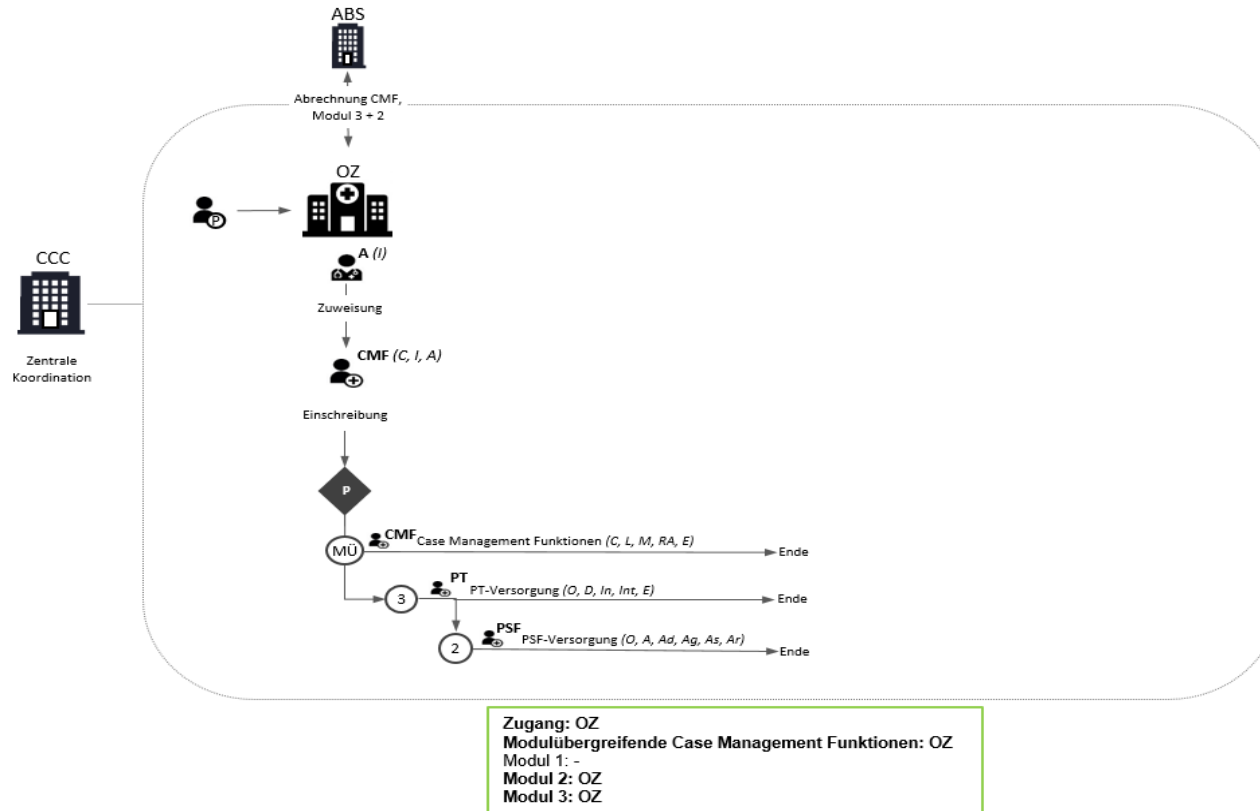 ABS
Abrechnung CMF,
Modul 3 + 2
OZ
P
A (I)
CCC
Zuweisung
Zentrale
Koordination
CMF (C, I, A)
Einschreibung
P
MÜ
CMF
Case Management Funktionen (C, L, M, RA, E)
Ende
3
PT
PT-Versorgung (O, D, In, Int, E)
Ende
2
PSF
PSF-Versorgung (O, A, Ad, Ag, As, Ar)
Ende
Zugang: OZ
Modulübergreifende Case Management Funktionen: OZ
Modul 1: -
Modul 2: OZ
Modul 3: OZ